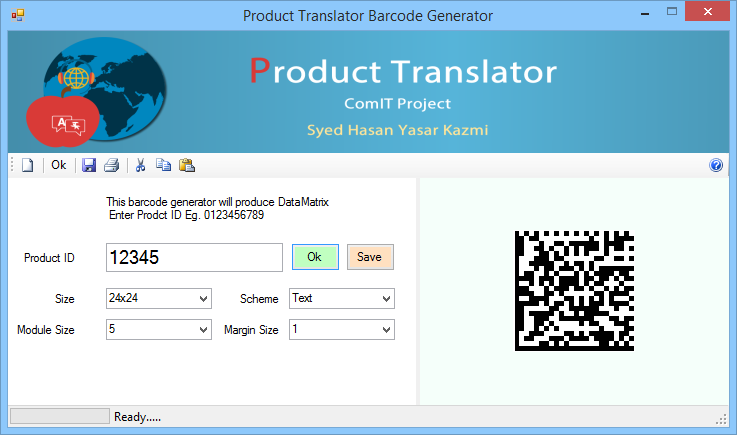 Product Translator Barcode Generator
Product Translator
ComIT Project
Syed Hasan Yasar Kazmi
Ok
This barcode generator will produce DataMatrix
Enter Prodct ID Eg. 0123456789
Product ID 12345 Ok Save
Size 24x24 Scheme Text
Module Size 5 Margin Size 1
Ready.....